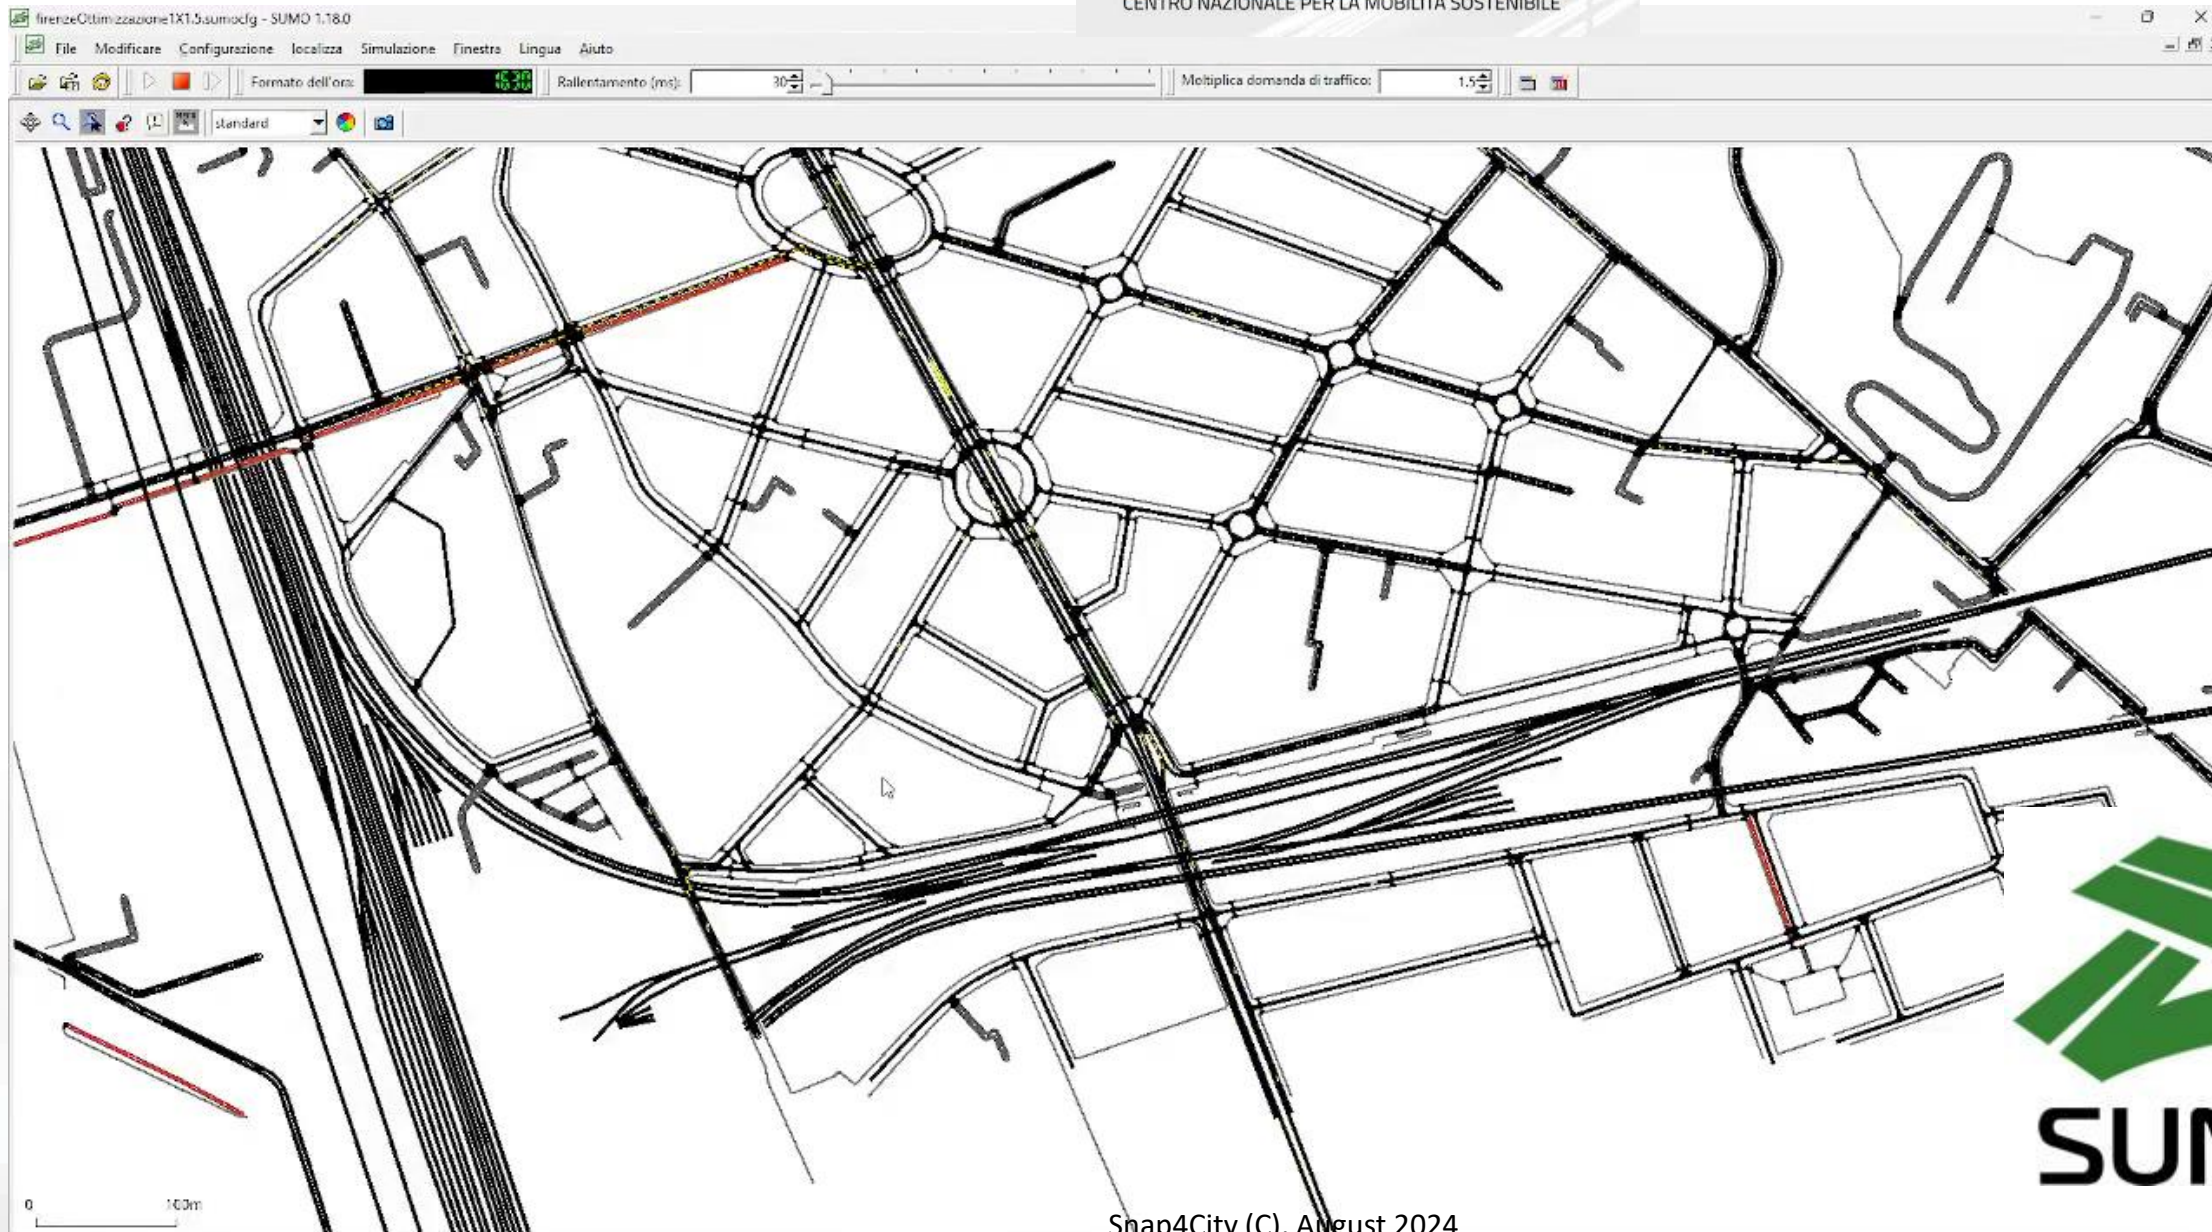 CENTRO NAZIONALE PER LA MOBILITÀ SOSTENIBILE
firenzeOttimizzazione1X1.5.sumocfg - SUMO 1.18.0
File Modificare Configurazione localizza Simulazione Finestra Lingua Aiuto
Formato dell'ora: Rallentamento (ms): 30 Moltiplica domanda di traffico: 1.5
standard
0 100m
Snap4City (C), August 2024